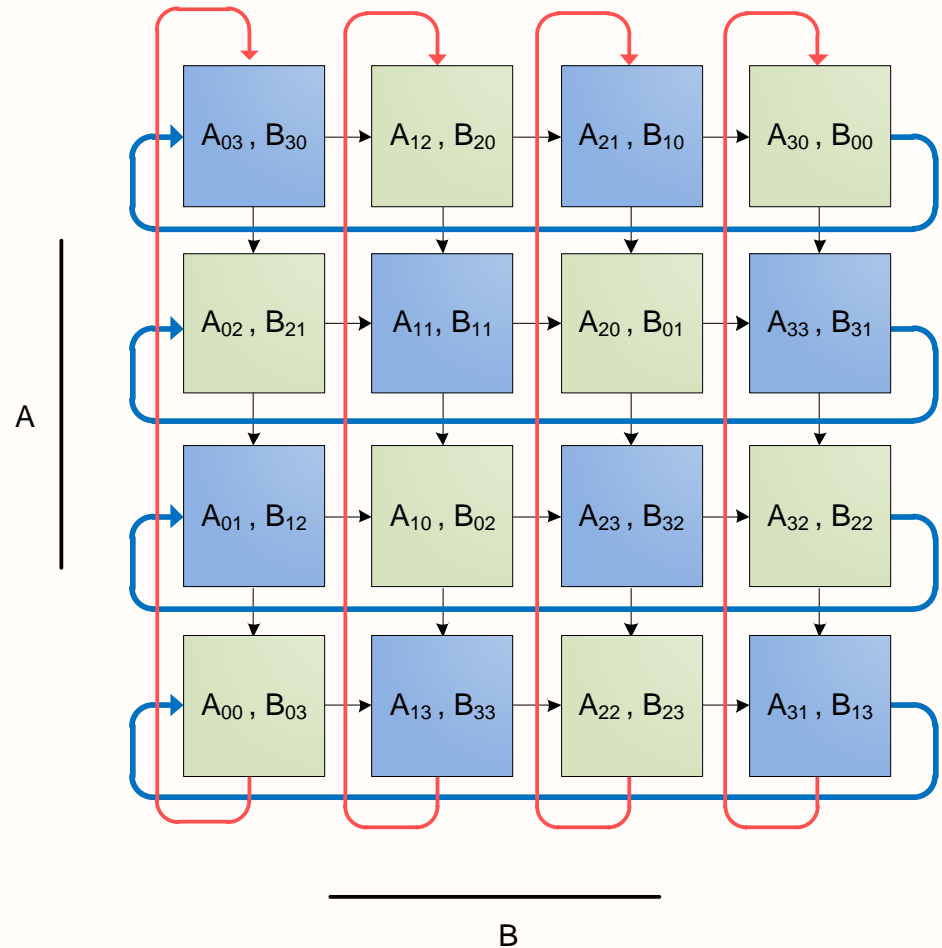 A₀₃ , B₃₀ A₁₂ , B₂₀ A₂₁ , B₁₀ A₃₀ , B₀₀
A₀₂ , B₂₁ A₁₁, B₁₁ A₂₀ , B₀₁ A₃₃ , B₃₁
A
A₀₁ , B₁₂ A₁₀ , B₀₂ A₂₃ , B₃₂ A₃₂ , B₂₂
A₀₀ , B₀₃ A₁₃ , B₃₃ A₂₂ , B₂₃ A₃₁ , B₁₃
B